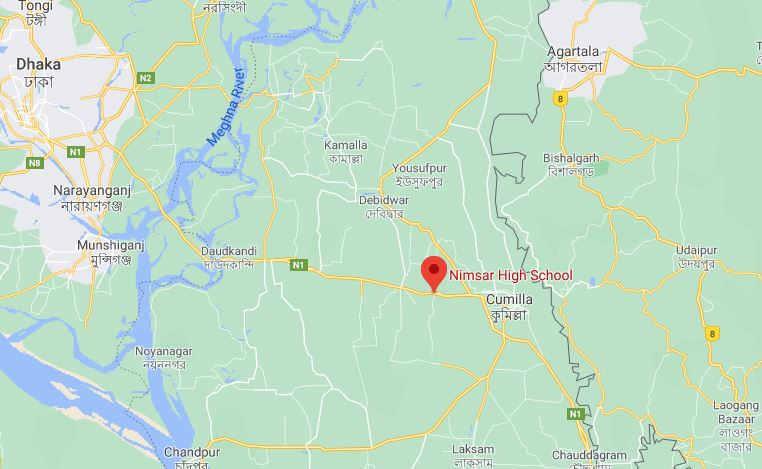 Tongi
টঙ্গী
নরসিংদী
Dhaka
ঢাকা
N2
Meghna River
Agartala
আগরতলা
8
Kamalla
কামাল্লা
N1
N8
Yousufpur
ইউসুফপুর
Bishalgarh
বিশালগড়
Narayanganj
নারায়ণগঞ্জ
Debidwar
দেবিদ্বার
Munshiganj
মুন্সিগঞ্জ
Daudkandi
দাউদকান্দি
N1
Udaipur
উদয়পুর
Nimsar High School
Cumilla
কুমিল্লা
8
Noyanagar
নয়নগর
Laogang
Bazaar
লাওগং
বাজার
N1
Chandpur
চাঁদপুর
Laksam
লাকসাম
Chauddagram
চৌদ্দগ্রাম